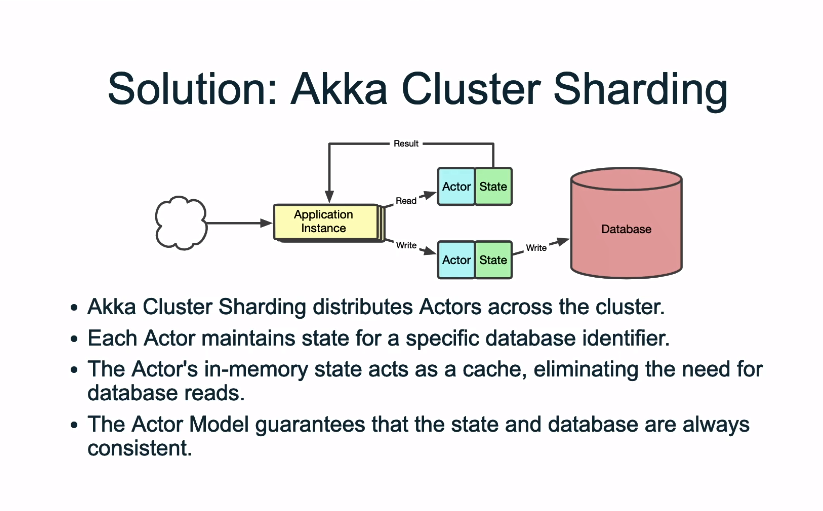 Solution: Akka Cluster Sharding
Result
Application
Instance
Read
Actor
State
Write
Actor
State
Write
Database
• Akka Cluster Sharding distributes Actors across the cluster.
• Each Actor maintains state for a specific database identifier.
• The Actor's in-memory state acts as a cache, eliminating the need for
database reads.
• The Actor Model guarantees that the state and database are always
consistent.